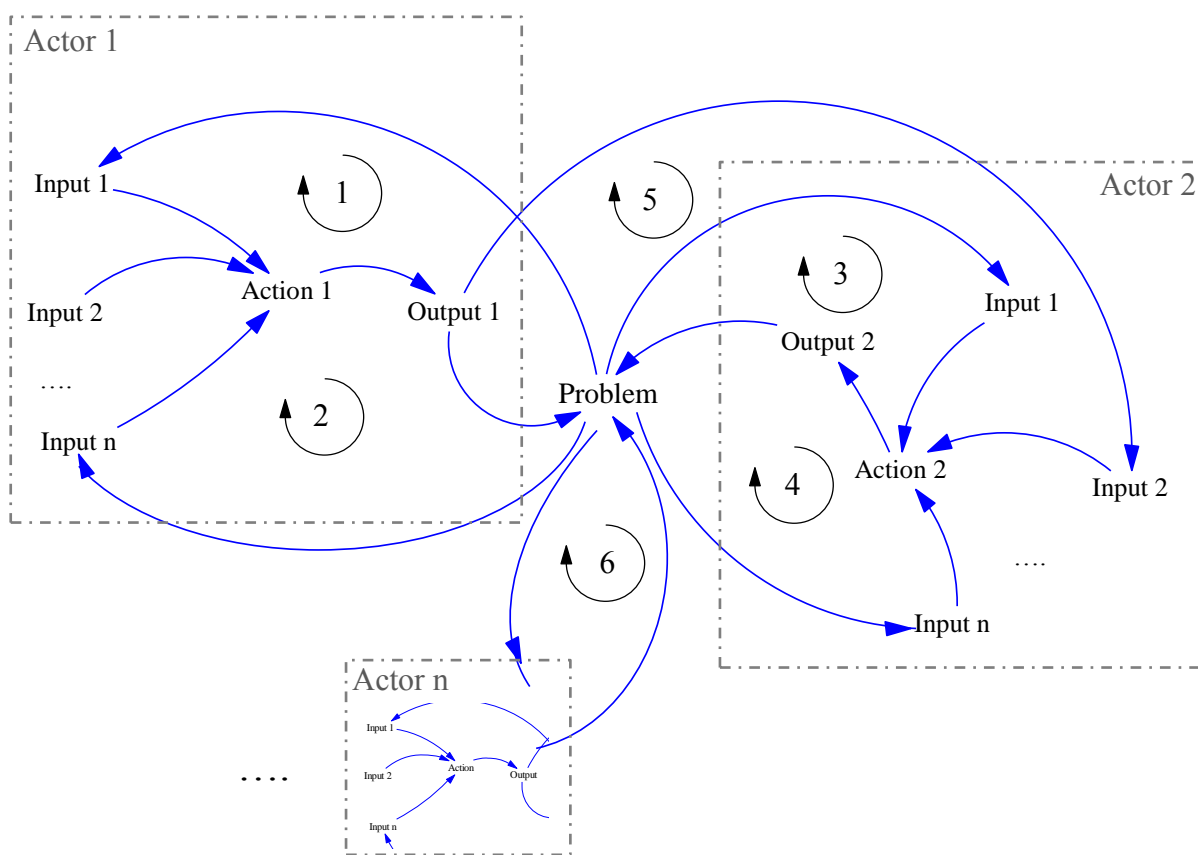 Actor 1
Input 1
Input 2
....
Input n
Action 1
Output 1
1
2
Problem
5
Actor 2
3
Input 1
Output 2
4
Action 2
Input 2
....
Input n
6
....
Actor n
Input 1
Input 2
Input n
Action
Output